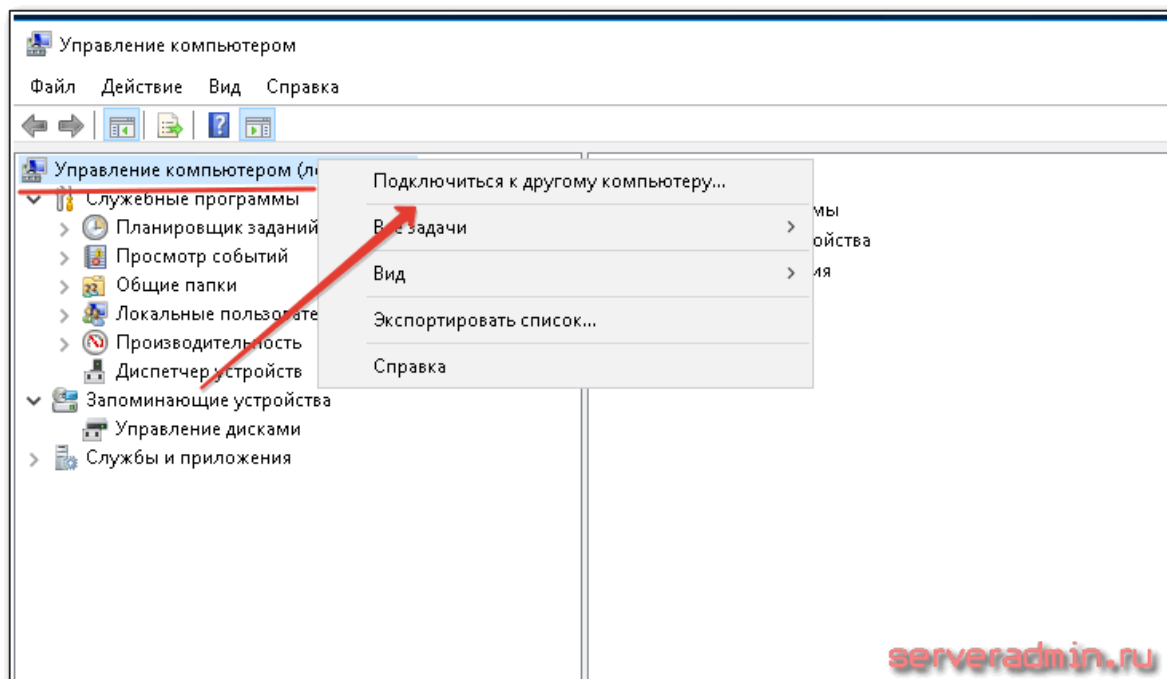 Управление компьютером
Файл Действие Вид Справка
Управление компьютером (л
Служебные программы
Планировщик заданий
Просмотр событий
Общие папки
Локальные пользовате
Производительность
Диспетчер устройств
Запоминающие устройства
Управление дисками
Службы и приложения
Подключиться к другому компьютеру...
Все задачи
Вид
Экспортировать список...
Справка
мы
ойства
ия
serveradmin.ru